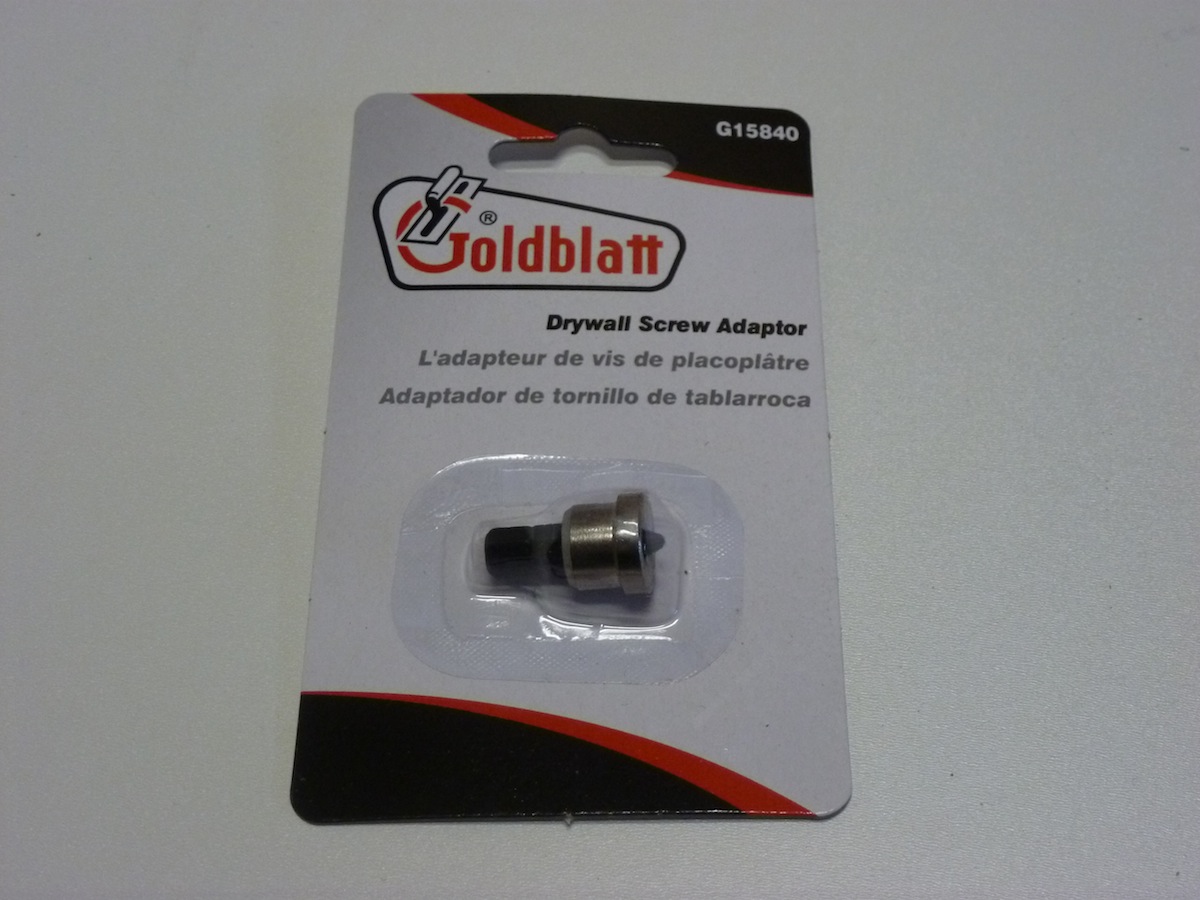 G15840
Goldblatt®
Drywall Screw Adaptor
L'adapteur de vis de placoplâtre
Adaptador de tornillo de tablarroca